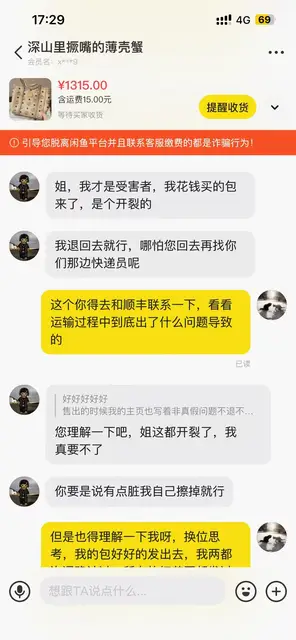 17:29
4G 69
深山里撅嘴的薄壳蟹
会员名：x***9
¥1315.00
含运费15.00元
等待买家收货
提醒收货
引导您脱离闲鱼平台并且联系客服缴费的都是诈骗行为！
姐，我才是受害者，我花钱买的包
来了，是个开裂的
我退回去就行，哪怕您回去再找你
们那边快递员呢
这个你得去和顺丰联系一下，看看
运输过程中到底出了什么问题导致
的
已读
好好好好好
售出的时候我的主页也写着非真假问题不退不...
您理解一下吧，姐这都开裂了，我
真要不了
你要是说有点脏我自己擦掉就行
但是也得理解一下我呀，换位思
考，我的包好好的发出去，我两都
想跟TA说点什么...